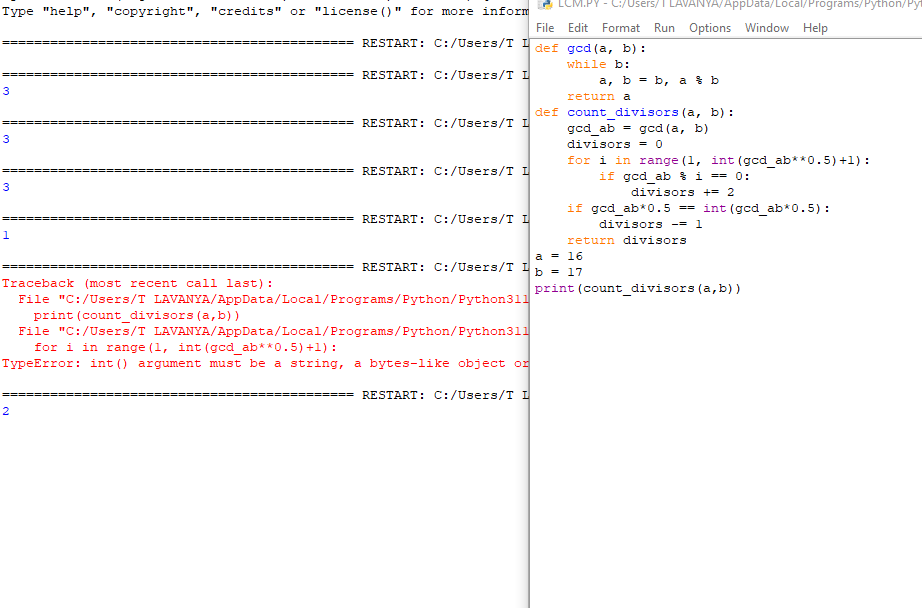 Type "help", "copyright", "credits" or "license()" for more inform
============================================ RESTART: C:/Users/T L
============================================ RESTART: C:/Users/T L
3
============================================ RESTART: C:/Users/T L
3
============================================ RESTART: C:/Users/T L
3
============================================ RESTART: C:/Users/T L
1
============================================ RESTART: C:/Users/T L
Traceback (most recent call last):
  File "C:/Users/T LAVANYA/AppData/Local/Programs/Python/Python311
    print(count_divisors(a,b))
  File "C:/Users/T LAVANYA/AppData/Local/Programs/Python/Python311
    for i in range(1, int(gcd_ab**0.5)+1):
TypeError: int() argument must be a string, a bytes-like object or
============================================ RESTART: C:/Users/T L
2
LCM.PY - C:/Users/T LAVANYA/AppData/Local/Programs/Python/Pyt
File Edit Format Run Options Window Help
def gcd(a, b):
    while b:
        a, b = b, a % b
    return a
def count_divisors(a, b):
    gcd_ab = gcd(a, b)
    divisors = 0
    for i in range(1, int(gcd_ab**0.5)+1):
        if gcd_ab % i == 0:
            divisors += 2
    if gcd_ab*0.5 == int(gcd_ab*0.5):
        divisors -= 1
    return divisors
a = 16
b = 17
print(count_divisors(a,b))